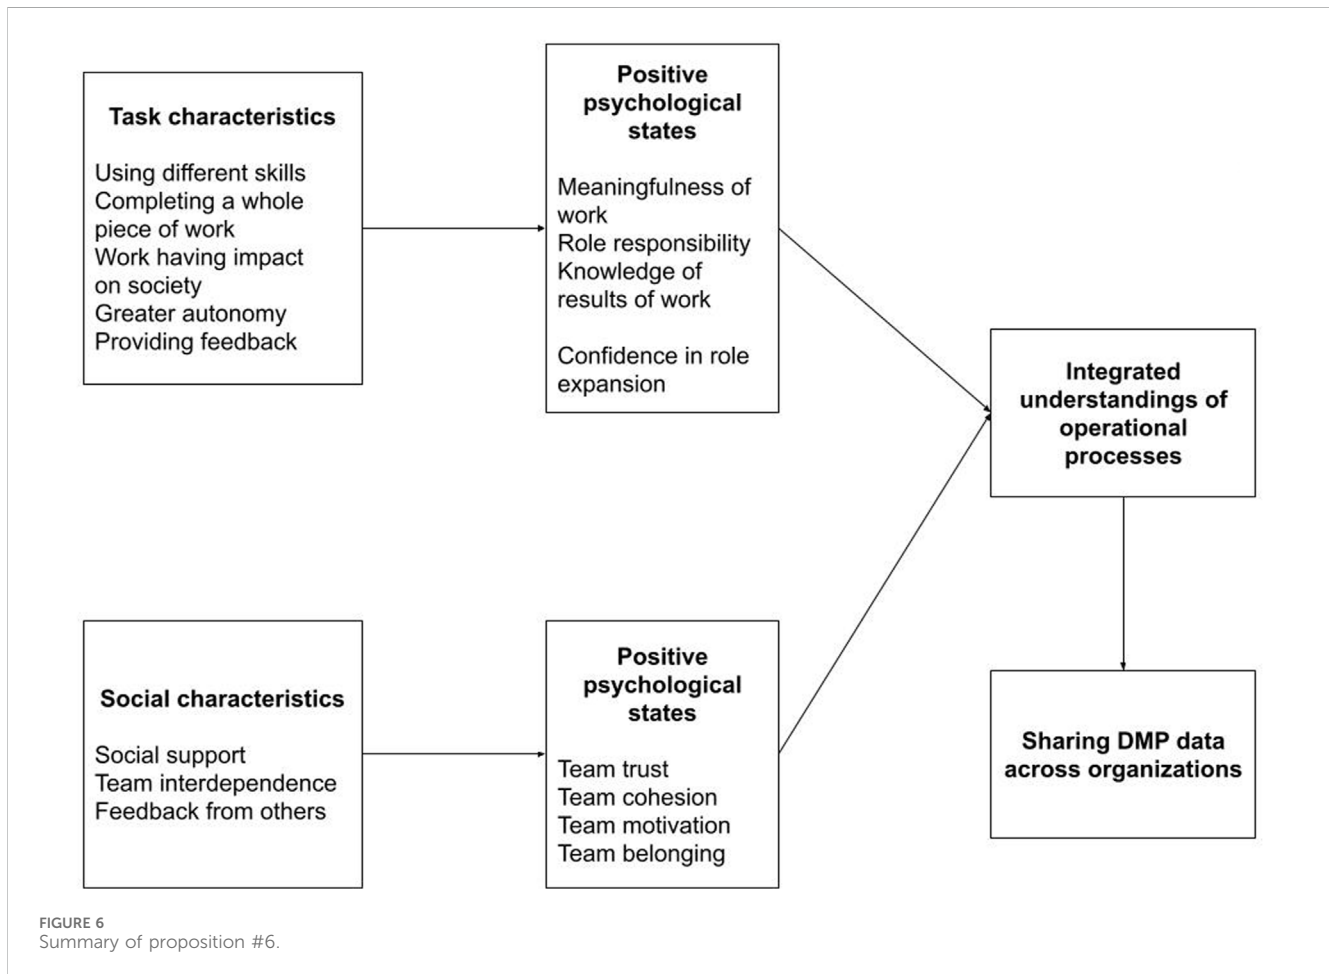 Task characteristics
Using different skills
Completing a whole
piece of work
Work having impact
on society
Greater autonomy
Providing feedback
Positive
psychological
states
Meaningfulness of
work
Role responsibility
Knowledge of
results of work
Confidence in role
expansion
Integrated
understandings of
operational
processes
Social characteristics
Social support
Team interdependence
Feedback from others
Positive
psychological
states
Team trust
Team cohesion
Team motivation
Team belonging
Sharing DMP data
across organizations
FIGURE 6
Summary of proposition #6.